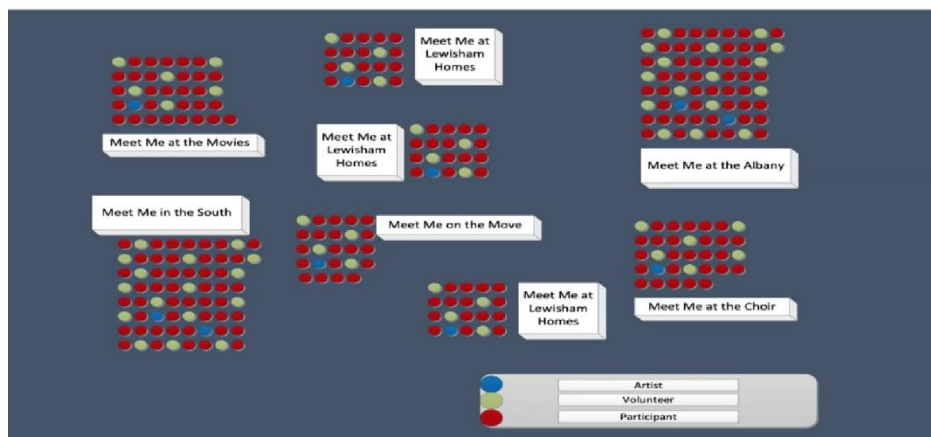 Meet Me at
Lewisham
Homes
Meet Me at the Movies
Meet Me at
Lewisham
Homes
Meet Me at the Albany
Meet Me in the South
Meet Me on the Move
Meet Me at
Lewisham
Homes
Meet Me at the Choir
Artist
Volunteer
Participant